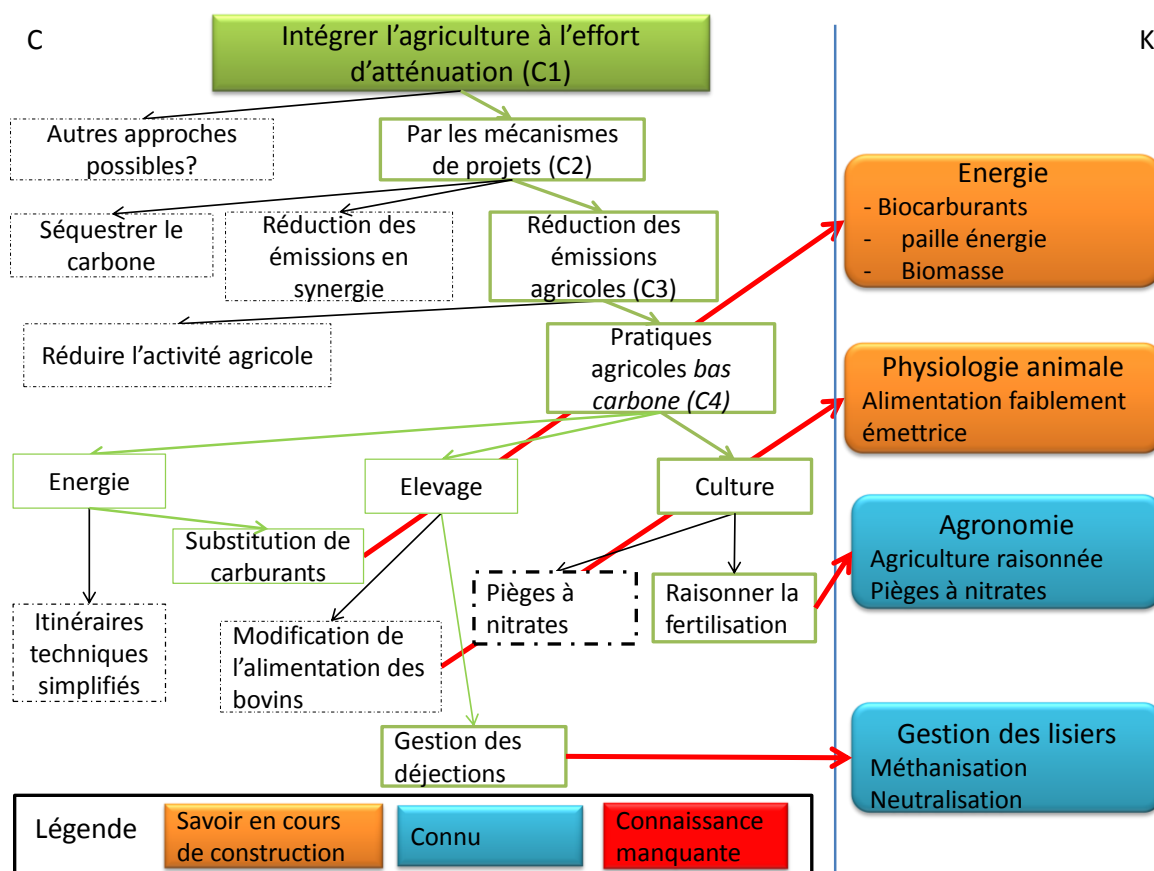 C
K
Intégrer l'agriculture à l'effort
d'atténuation (C1)
Autres approches
possibles?
Par les mécanismes
de projets (C2)
Séquestrer le
carbone
Réduction des
émissions en
synergie
Réduction des
émissions
agricoles (C3)
Réduire l'activité agricole
Pratiques
agricoles bas
carbone (C4)
Energie
Elevage
Culture
Substitution de
carburants
Itinéraires
techniques
simplifiés
Modification de
l'alimentation des
bovins
Pièges à
nitrates
Raisonner la
fertilisation
Gestion des
déjections
Energie
- Biocarburants
- paille énergie
- Biomasse
Physiologie animale
Alimentation faiblement
émettrice
Agronomie
Agriculture raisonnée
Pièges à nitrates
Gestion des lisiers
Méthanisation
Neutralisation
Légende
Savoir en cours
de construction
Connu
Connaissance
manquante